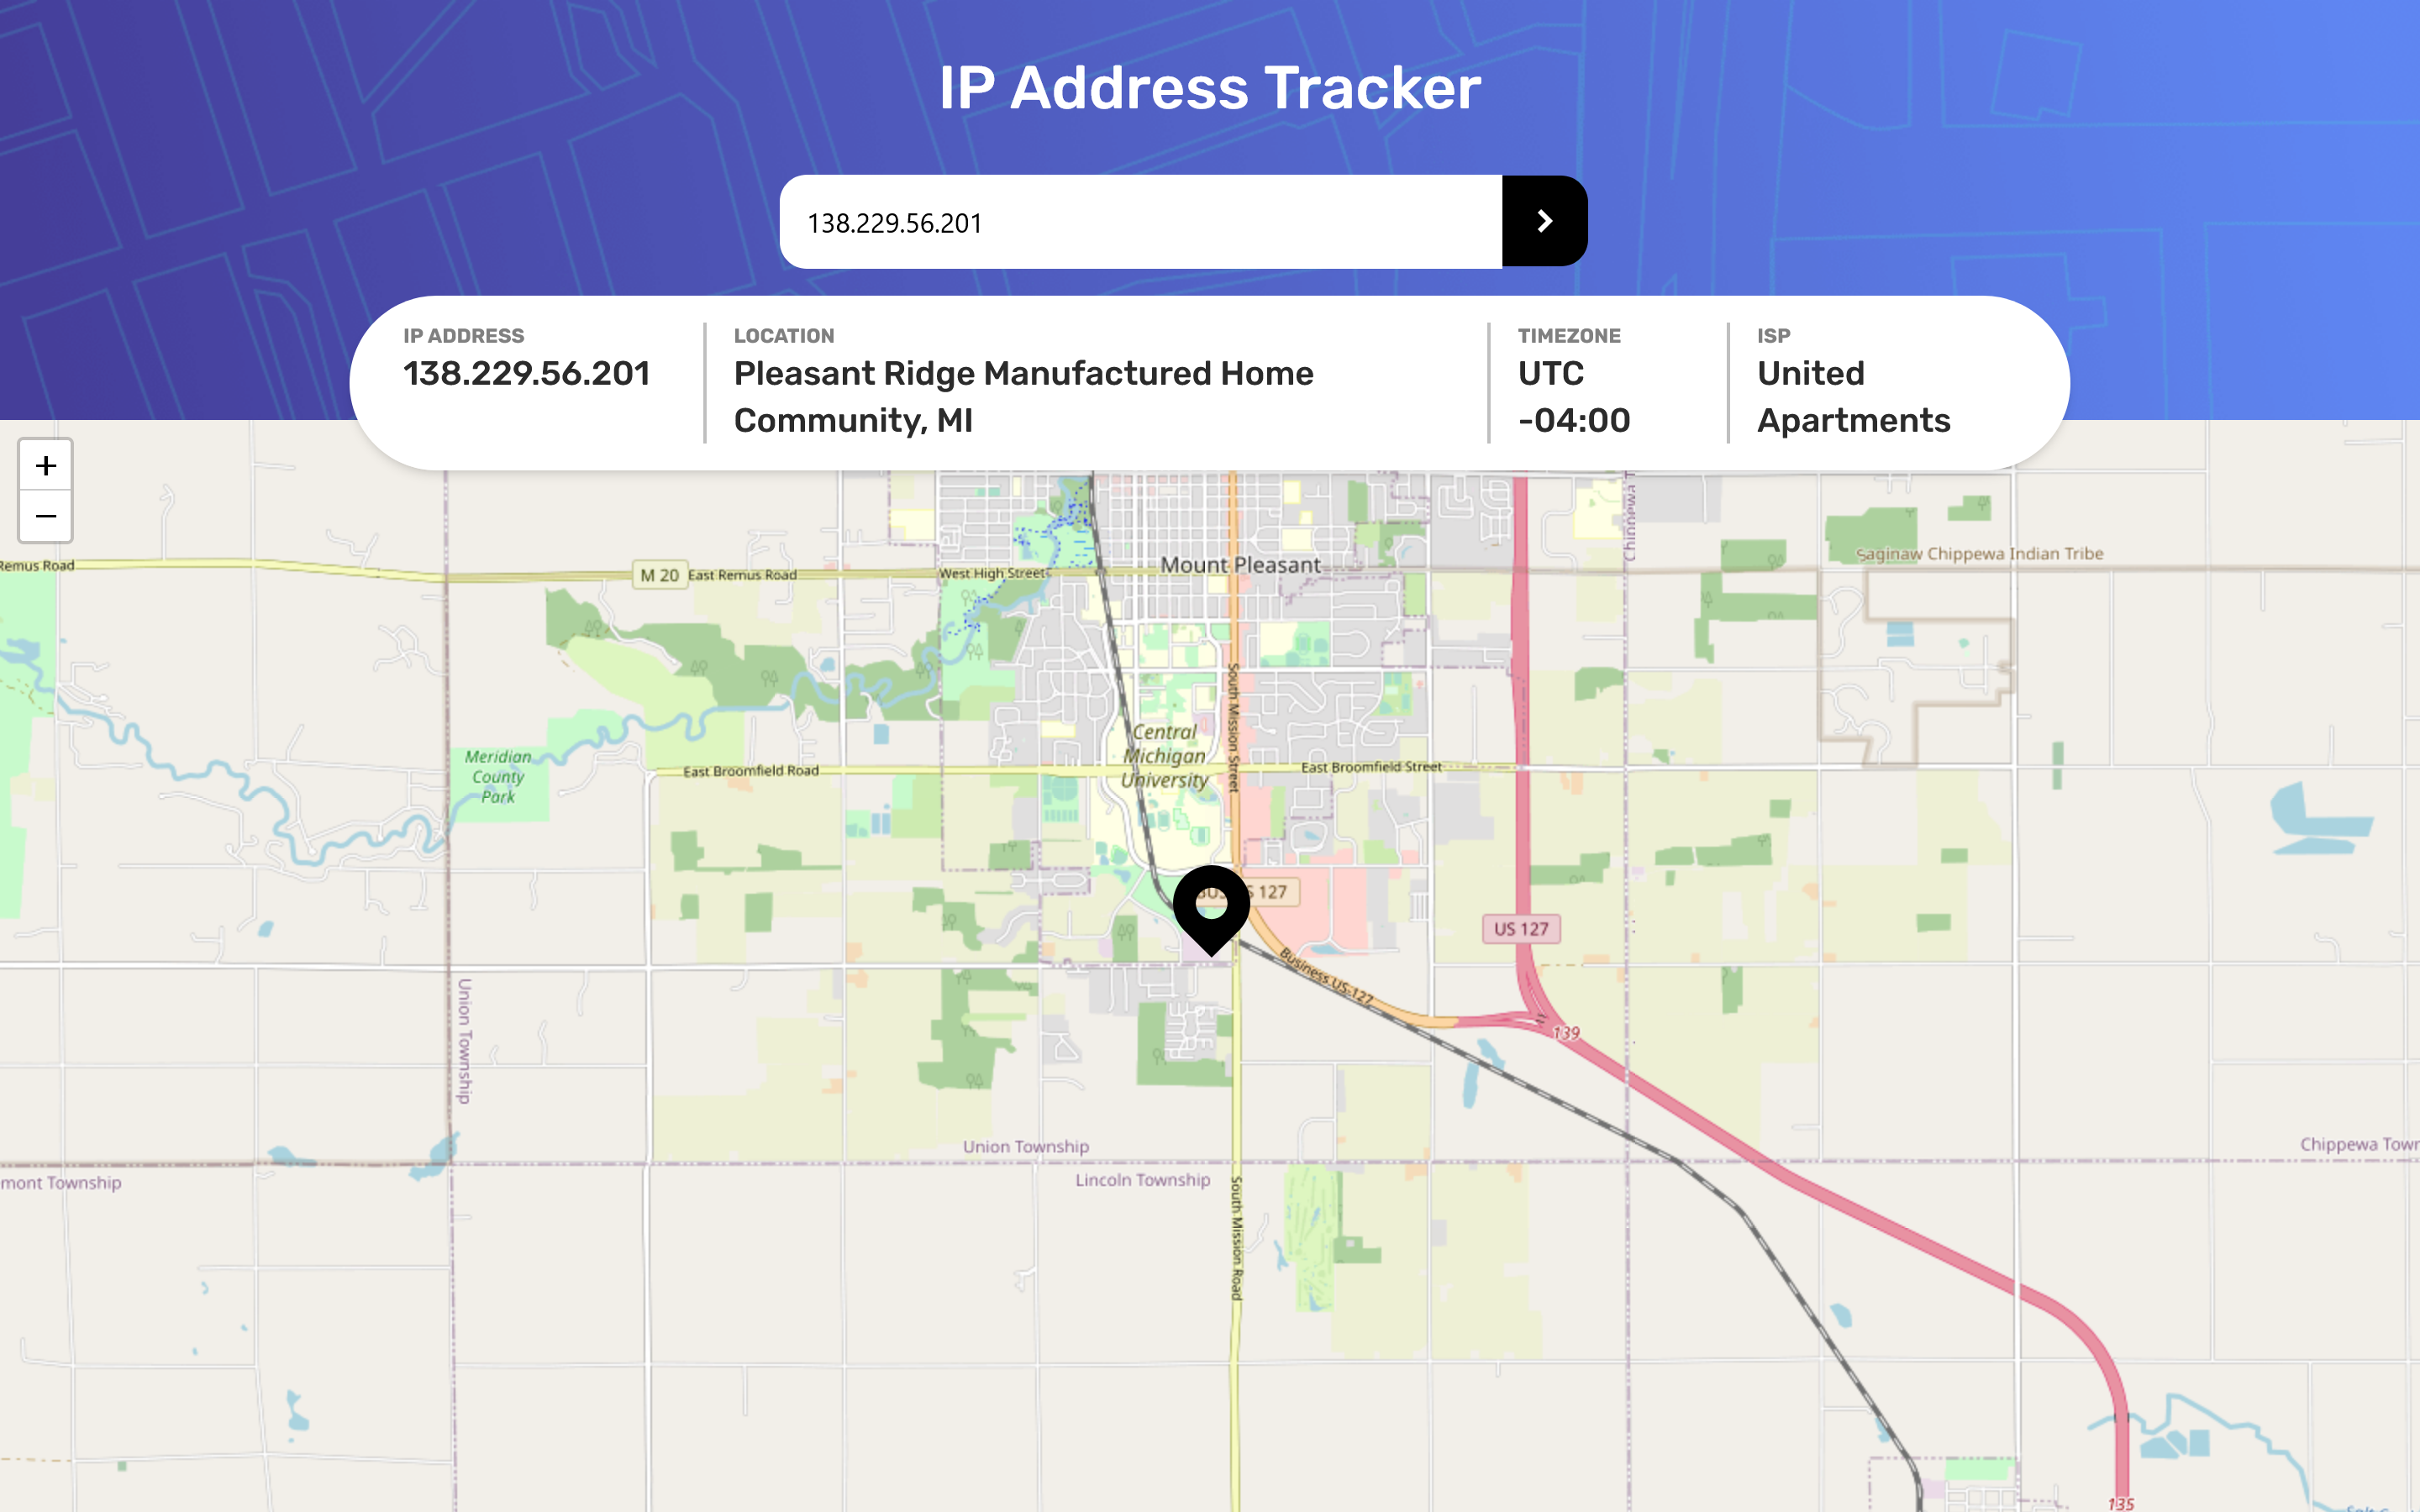 IP Address Tracker
138.229.56.201
IP ADDRESS
138.229.56.201
LOCATION
Pleasant Ridge Manufactured Home
Community, MI
TIMEZONE
UTC
-04:00
ISP
United
Apartments
+
−
Remus Road
M 20
East Remus Road
West High Street
Mount Pleasant
Saginaw Chippewa Indian Tribe
South Mission Street
Central
Michigan
University
Meridian
County
Park
East Broomfield Road
East Broomfield Street
127
US 127
Business US 127
139
Union Township
Union Township
Lincoln Township
mont Township
Chippewa Town
South Mission Road
135